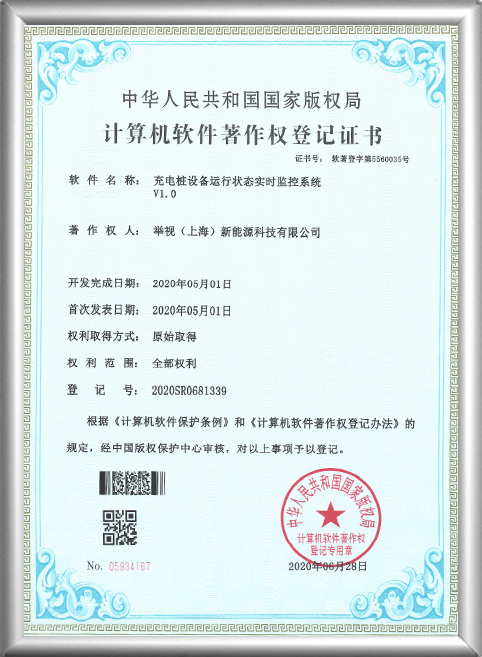 中华人民共和国国家版权局
计算机软件著作权登记证书
证书号： 软著登字第5560035号
软件名称： 充电桩设备运行状态实时监控系统
V1.0
著作权人： 举视（上海）新能源科技有限公司
开发完成日期： 2020年05月01日
首次发表日期： 2020年05月01日
权利取得方式： 原始取得
权利范围： 全部权利
登记号： 2020SR0681339
根据《计算机软件保护条例》和《计算机软件著作权登记办法》的
规定，经中国版权保护中心审核，对以上事项予以登记。
中华人民共和国国家版权局
计算机软件著作权
登记专用章
No. 05934167
2020年06月28日